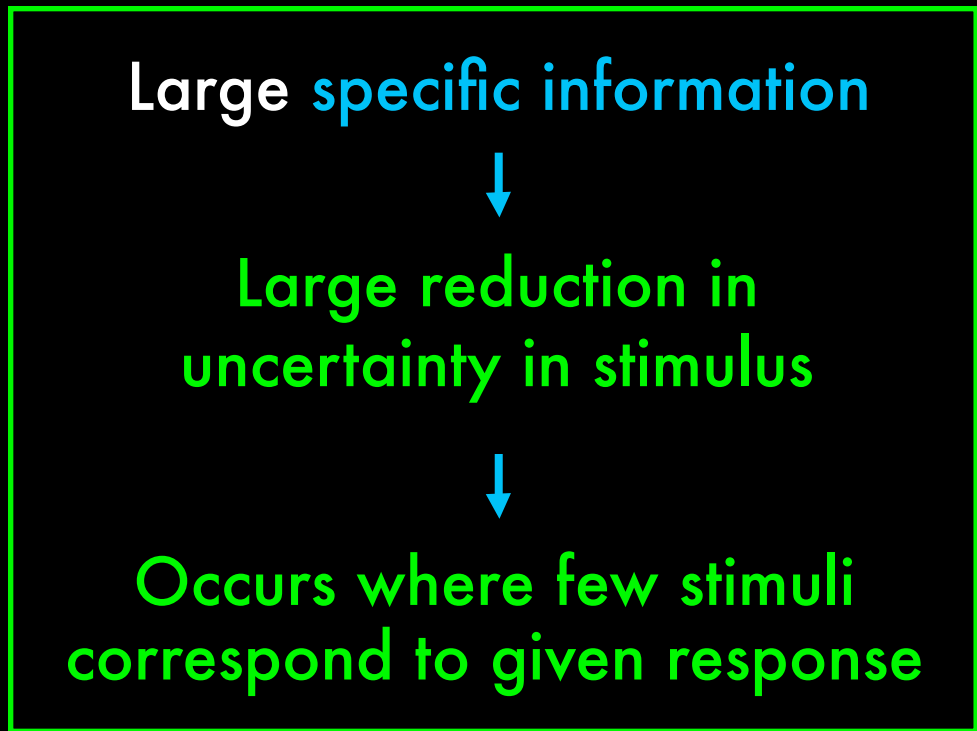 Large specific information
Large reduction in
uncertainty in stimulus
Occurs where few stimuli
correspond to given response